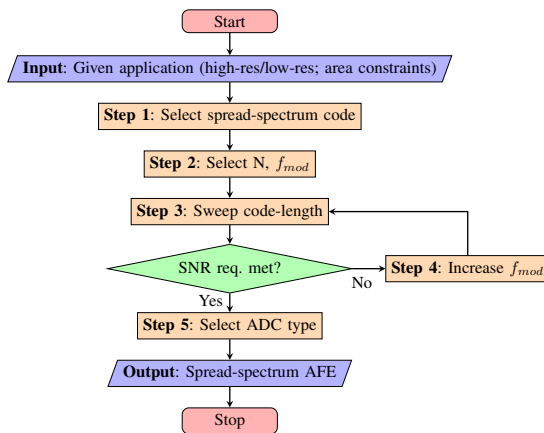 Start
Input: Given application (high-res/low-res; area constraints)
Step 1: Select spread-spectrum code
Step 2: Select N, f_mod
Step 3: Sweep code-length
SNR req. met?
No
Step 4: Increase f_mod
Yes
Step 5: Select ADC type
Output: Spread-spectrum AFE
Stop